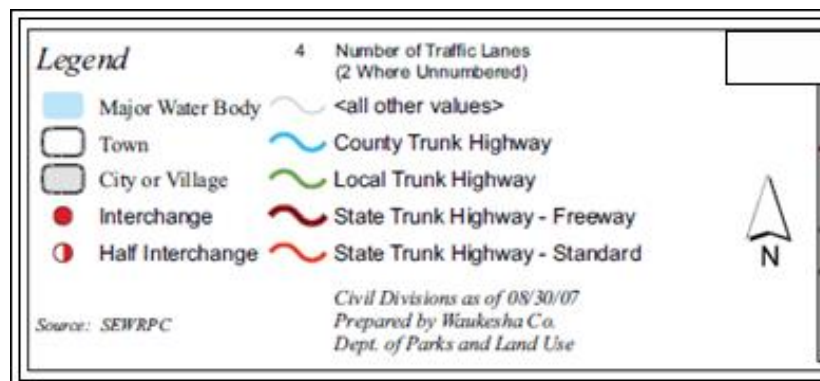 Legend
4 Number of Traffic Lanes
(2 Where Unnumbered)
Major Water Body
<all other values>
Town
County Trunk Highway
City or Village
Local Trunk Highway
Interchange
State Trunk Highway - Freeway
Half Interchange
State Trunk Highway - Standard
Source: SEWRPC
Civil Divisions as of 08/30/07
Prepared by Waukesha Co.
Dept. of Parks and Land Use
N